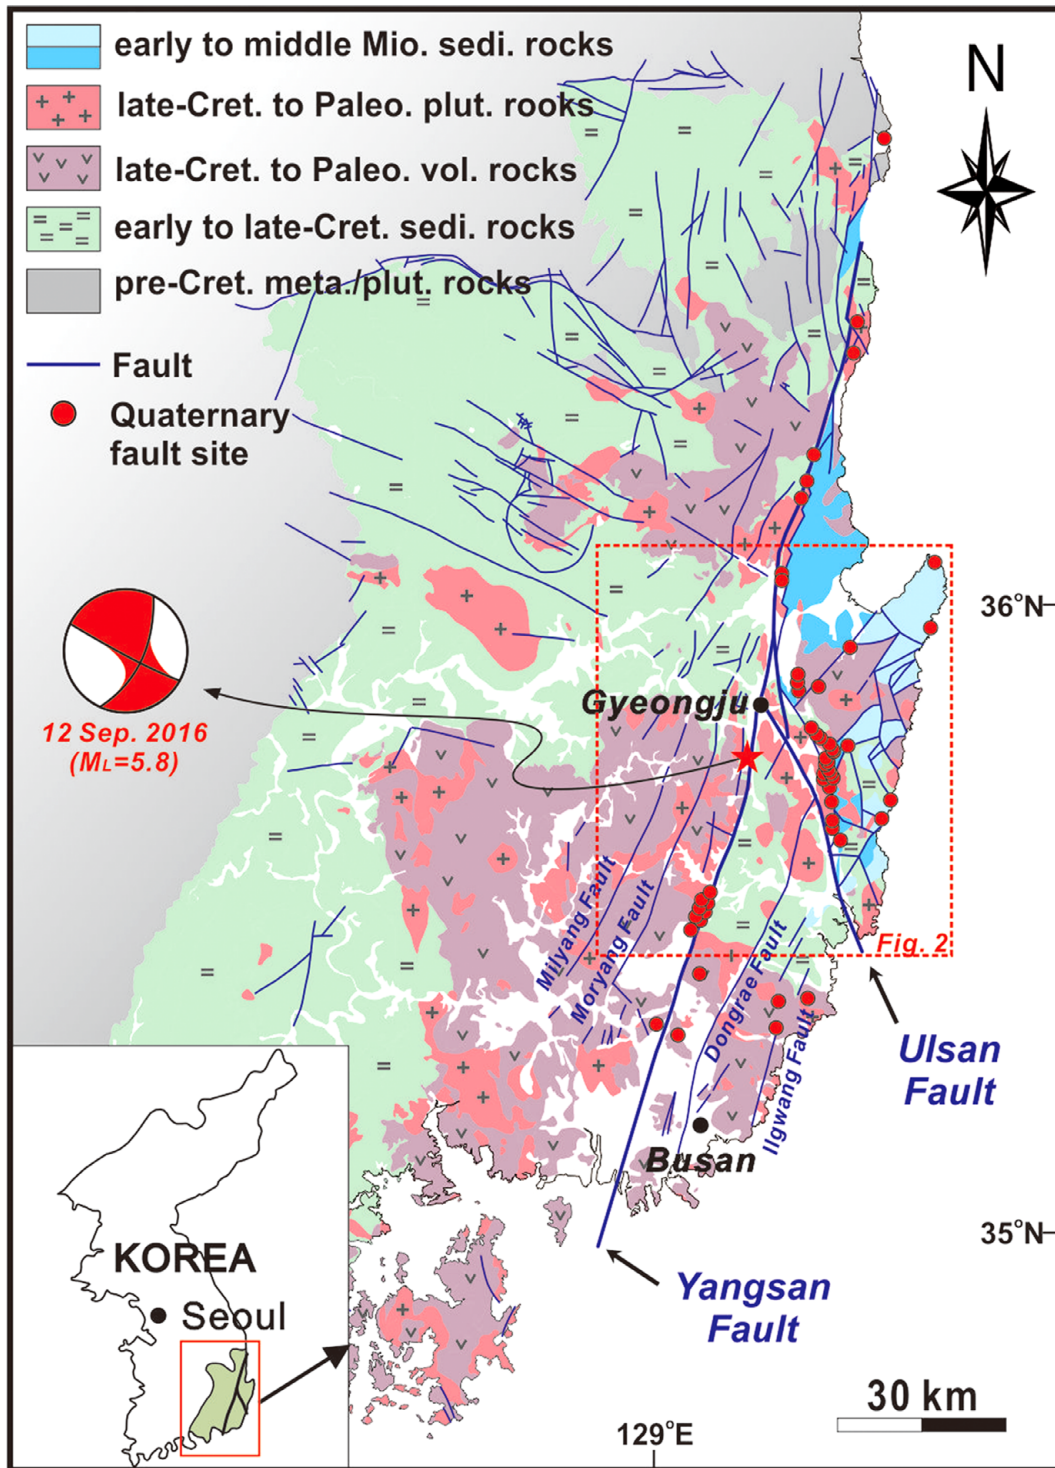 early to middle Mio. sedi. rocks
late-Cret. to Paleo. plut. rooks
late-Cret. to Paleo. vol. rocks
early to late-Cret. sedi. rocks
pre-Cret. meta./plut. rocks
Fault
Quaternary
fault site
N
36°N
12 Sep. 2016
(ML=5.8)
Gyeongju
Milyang Fault
Moryang Fault
Dongrae Fault
Ilgwang Fault
Fig. 2
Ulsan
Fault
Busan
Yangsan
Fault
35°N
KOREA
Seoul
30 km
129°E